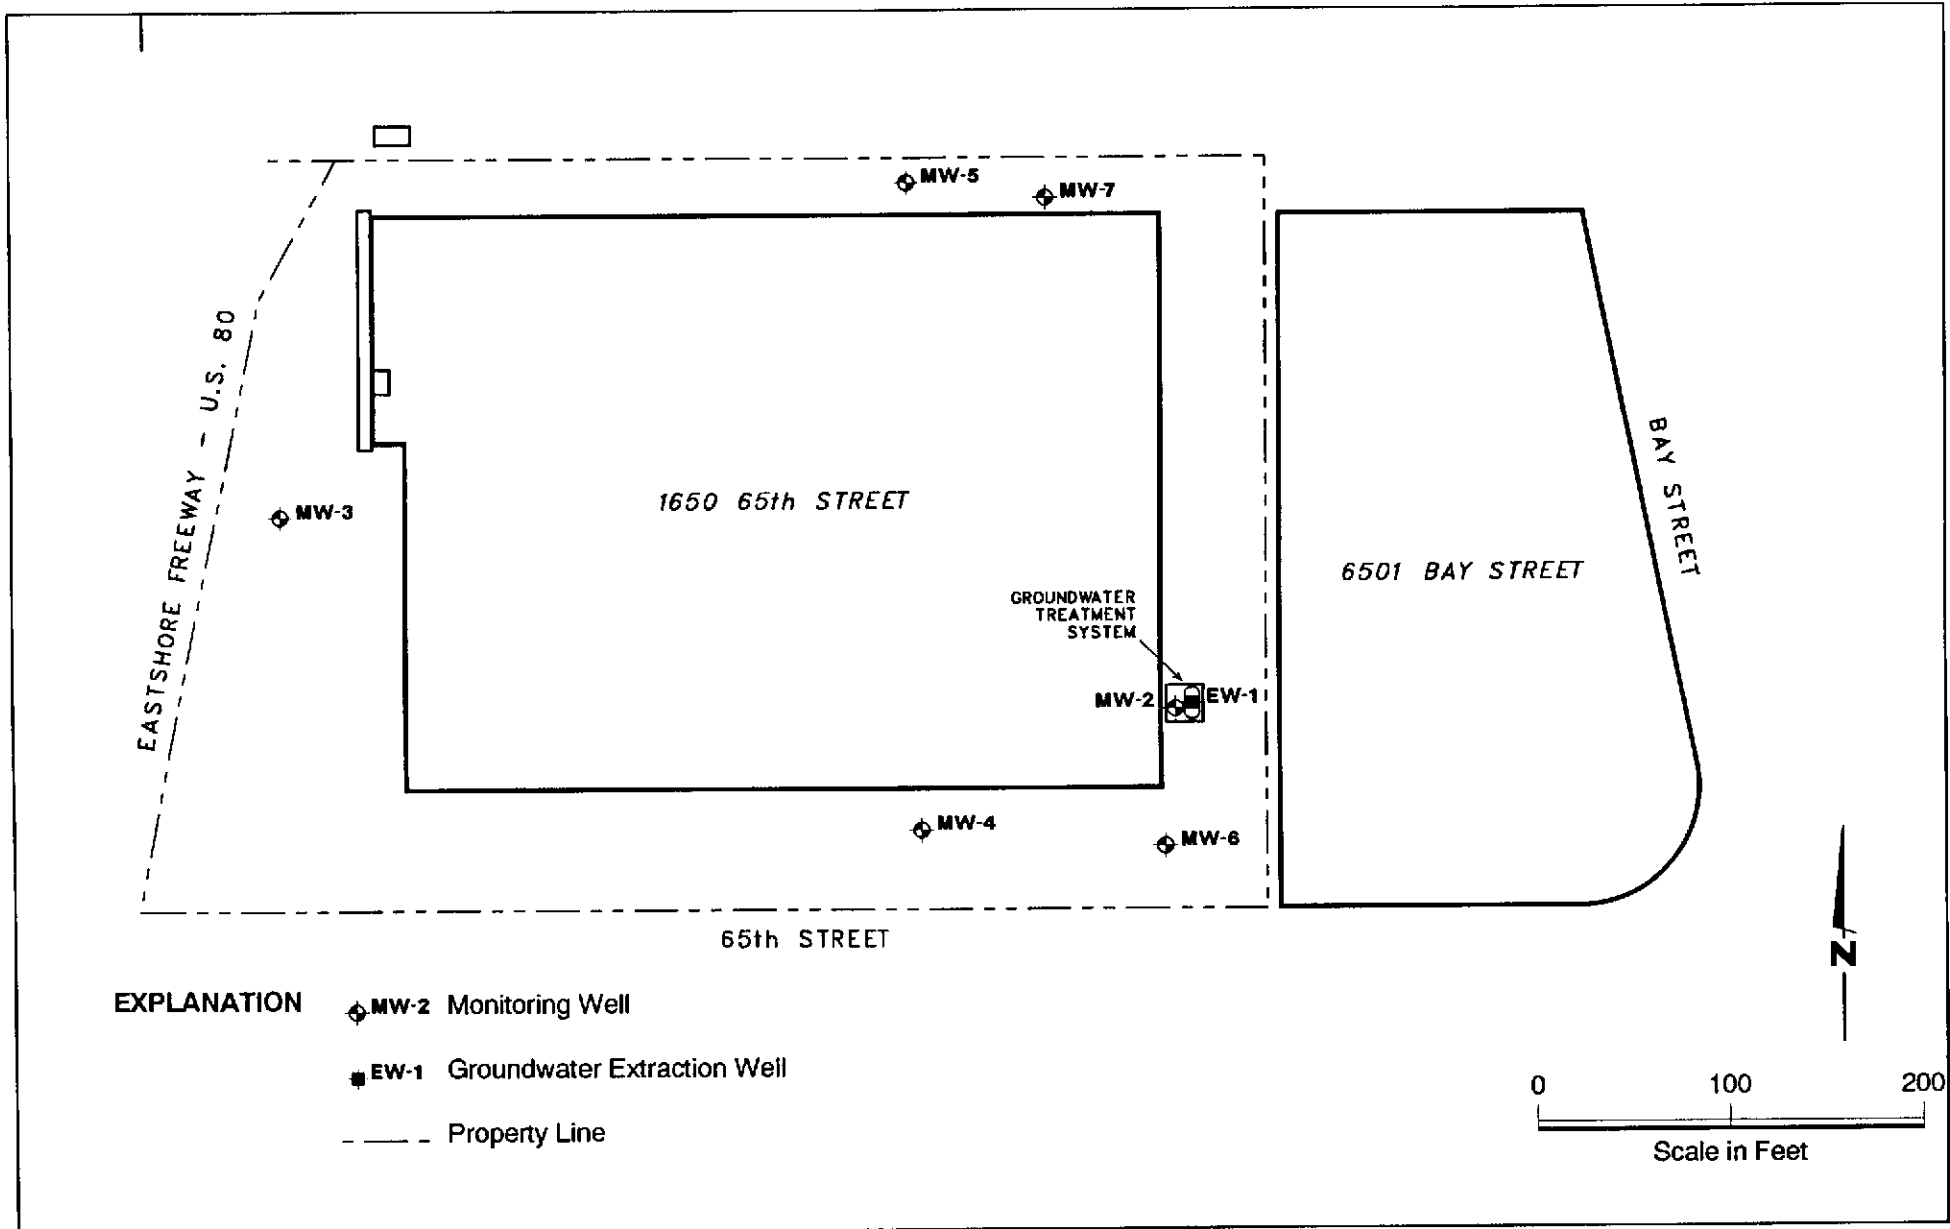 MW-5
MW-7
EASTSHORE FREEWAY - U.S. 80
MW-3
1650 65th STREET
BAY STREET
6501 BAY STREET
GROUNDWATER
TREATMENT
SYSTEM
MW-2
EW-1
MW-4
MW-6
65th STREET
N
EXPLANATION
MW-2 Monitoring Well
EW-1 Groundwater Extraction Well
Property Line
0 100 200
Scale in Feet